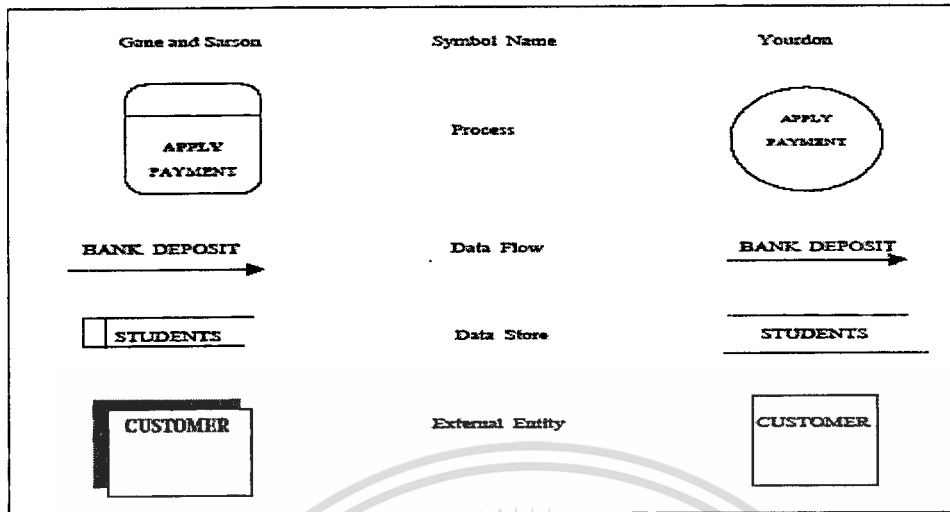 Gane and Sarson Symbol Name Yourdon
APPLY
PAYMENT
Process
APPLY
PAYMENT
BANK DEPOSIT Data Flow BANK DEPOSIT
STUDENTS Data Store STUDENTS
CUSTOMER External Entity CUSTOMER